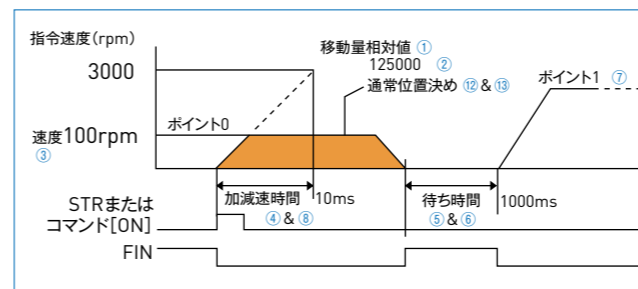 指令速度(rpm)
3000
移動量相対値 ①
125000 ②
通常位置決め ⑫&⑬
ポイント1 ⑦
ポイント0
速度100rpm
③
加減速時間
④&⑧
10ms
待ち時間
⑤&⑥
1000ms
STRまたは
コマンド[ON]
FIN